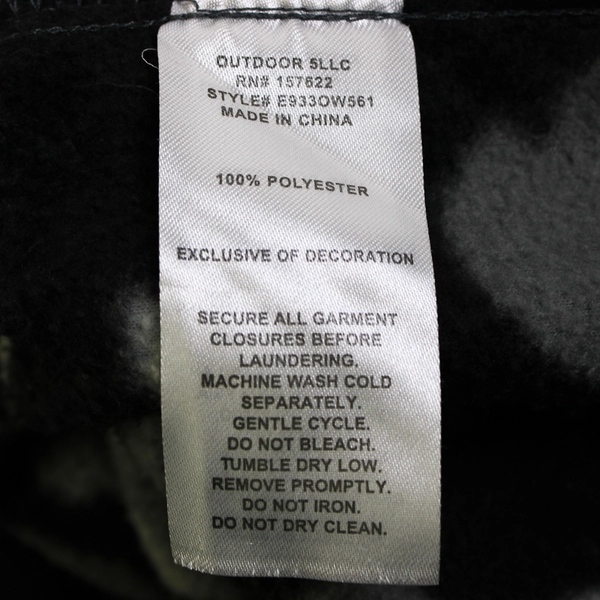 OUTDOOR 5LLC
RN# 157622
STYLE# E933OW561
MADE IN CHINA
100% POLYESTER
EXCLUSIVE OF DECORATION
SECURE ALL GARMENT
CLOSURES BEFORE
LAUNDERING.
MACHINE WASH COLD
SEPARATELY.
GENTLE CYCLE.
DO NOT BLEACH.
TUMBLE DRY LOW.
REMOVE PROMPTLY.
DO NOT IRON.
DO NOT DRY CLEAN.